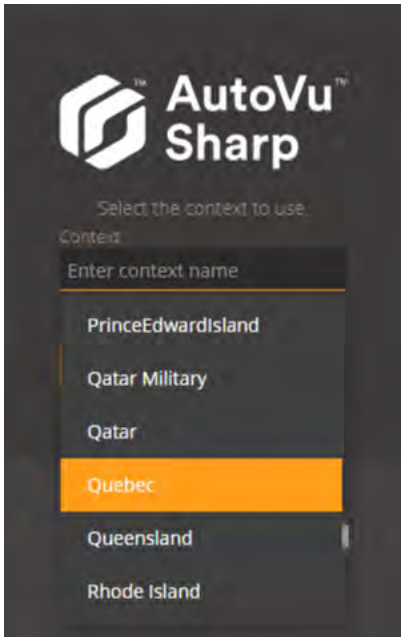 AutoVu™
Sharp
™
Select the context to use.
Context
Enter context name
PrinceEdwardIsland
Qatar Military
Qatar
Quebec
Queensland
Rhode Island